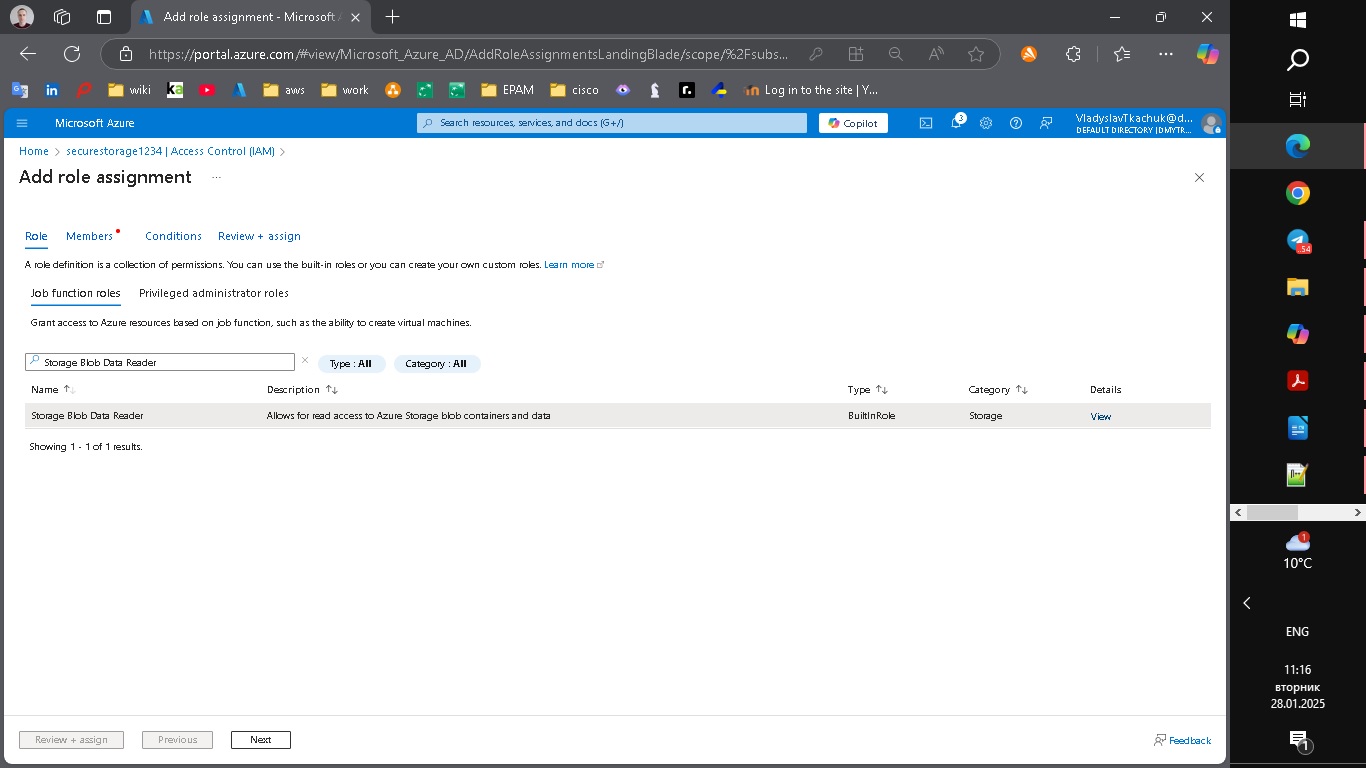 Add role assignment - Microsoft A
https://portal.azure.com/#view/Microsoft_Azure_AD/AddRoleAssignmentsLandingBlade/scope/%2Fsubs...
wiki
ka
aws
work
EPAM
cisco
r.
Log in to the site | Y...
Microsoft Azure
Search resources, services, and docs (G+/)
Copilot
3
VladyslavTkachuk@d...
DEFAULT DIRECTORY (DMYTR...
Home > securestorage1234 | Access Control (IAM) >
Add role assignment ...
Role
Members
Conditions
Review + assign
A role definition is a collection of permissions. You can use the built-in roles or you can create your own custom roles. Learn more
Job function roles
Privileged administrator roles
Grant access to Azure resources based on job function, such as the ability to create virtual machines.
Storage Blob Data Reader
Type : All
Category : All
Name
Description
Type
Category
Details
Storage Blob Data Reader
Allows for read access to Azure Storage blob containers and data
BuiltInRole
Storage
View
Showing 1 - 1 of 1 results.
Review + assign
Previous
Next
Feedback
54
1
10°C
ENG
11:16
вторник
28.01.2025
1